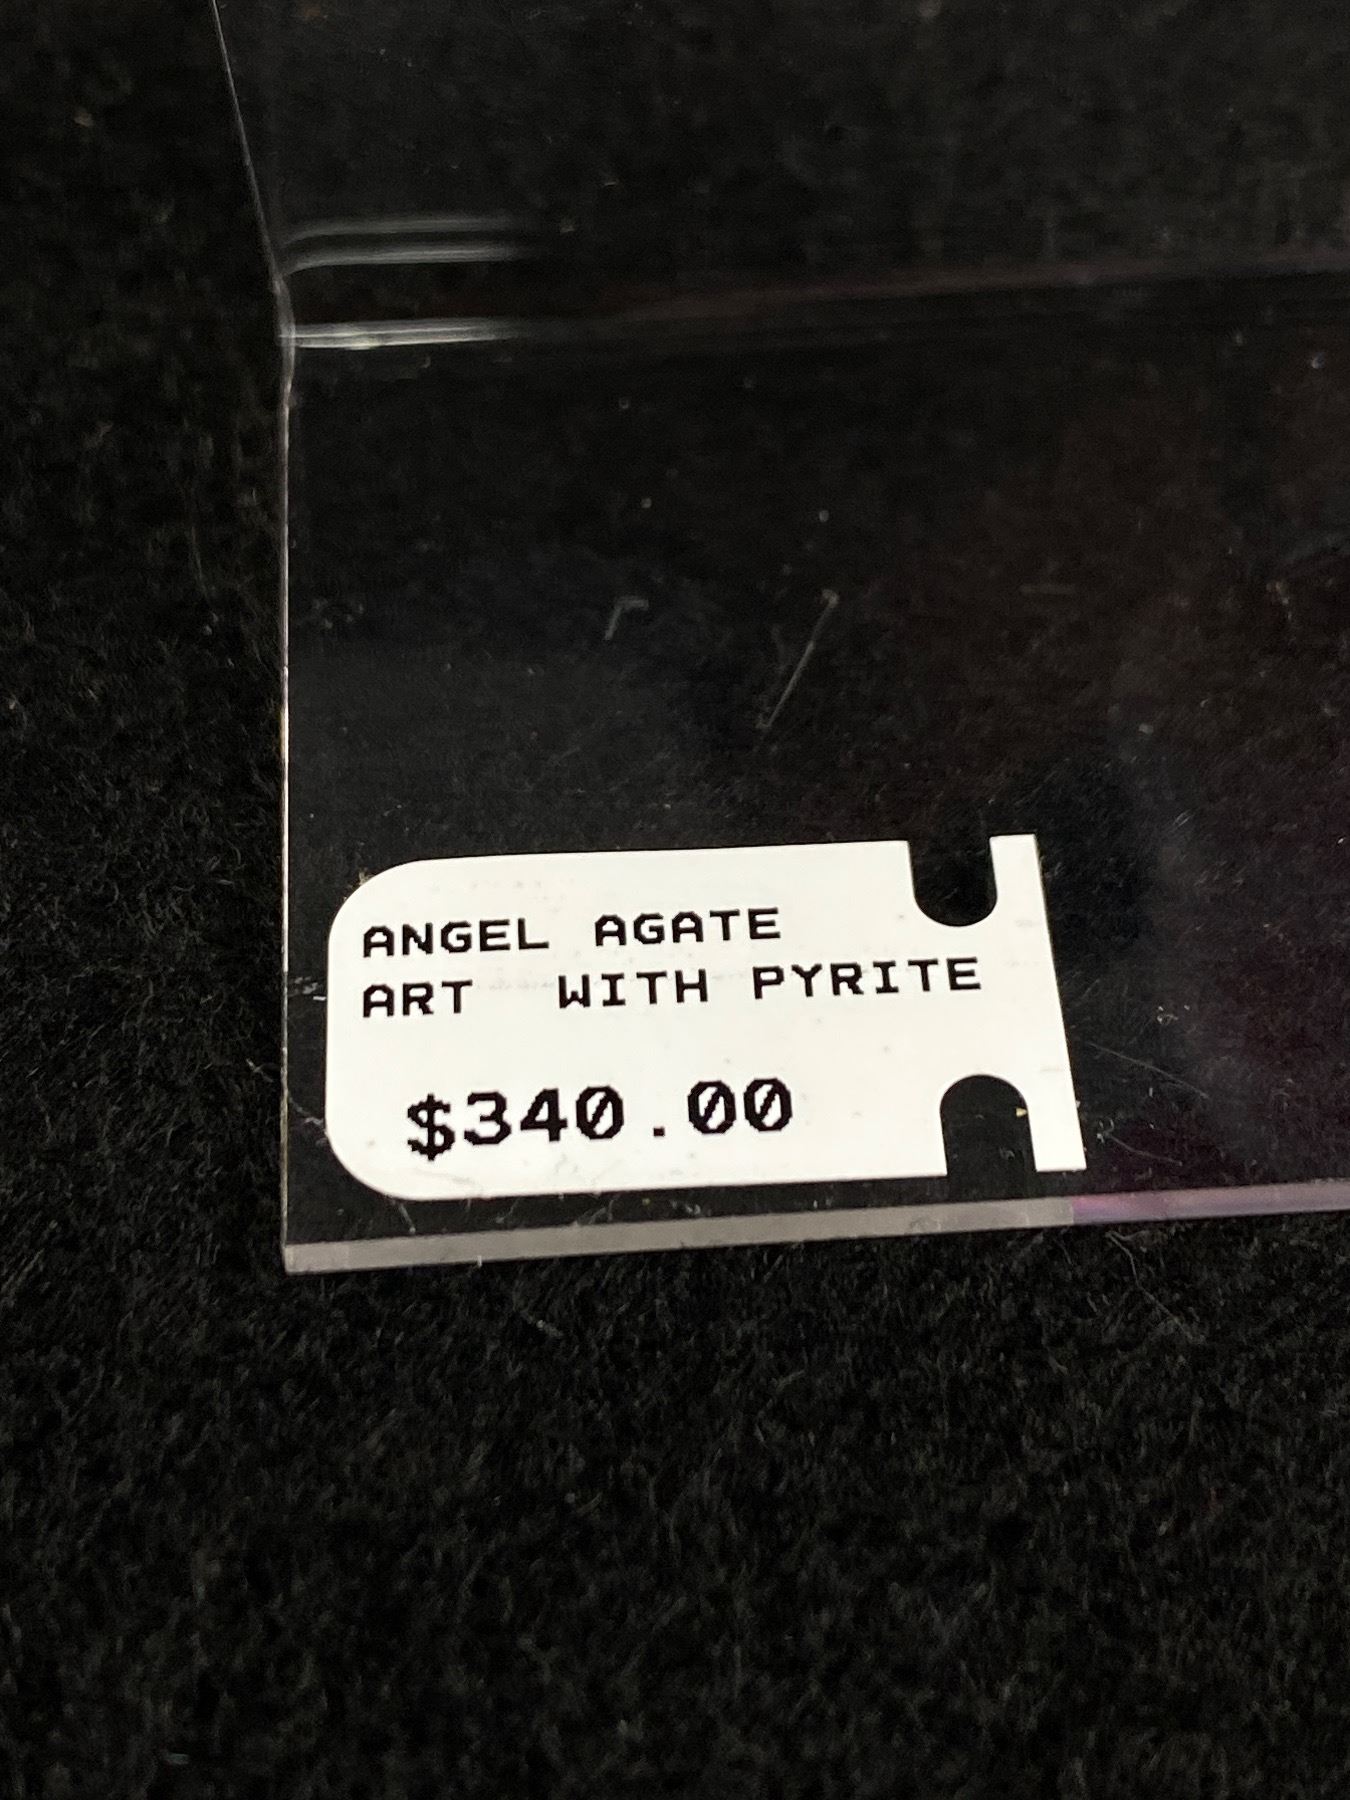 ANGEL AGATE
ART WITH PYRITE
$340.00